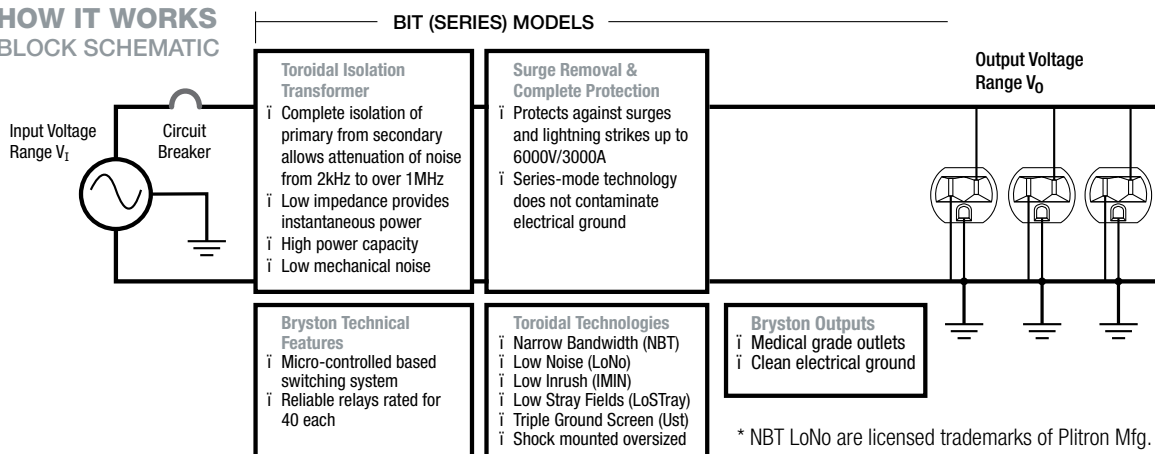 HOW IT WORKS
BLOCK SCHEMATIC
BIT (SERIES) MODELS
Input Voltage
Range VI
Circuit
Breaker
Toroidal Isolation
Transformer
ï Complete isolation of
primary from secondary
allows attenuation of noise
from 2kHz to over 1MHz
ï Low impedance provides
instantaneous power
ï High power capacity
ï Low mechanical noise
Surge Removal &
Complete Protection
ï Protects against surges
and lightning strikes up to
6000V/3000A
ï Series-mode technology
does not contaminate
electrical ground
Output Voltage
Range VO
Bryston Technical
Features
ï Micro-controlled based
switching system
ï Reliable relays rated for
40 each
Toroidal Technologies
ï Narrow Bandwidth (NBT)
ï Low Noise (LoNo)
ï Low Inrush (IMIN)
ï Low Stray Fields (LoSTray)
ï Triple Ground Screen (Ust)
ï Shock mounted oversized
Bryston Outputs
ï Medical grade outlets
ï Clean electrical ground
* NBT LoNo are licensed trademarks of Plitron Mfg.